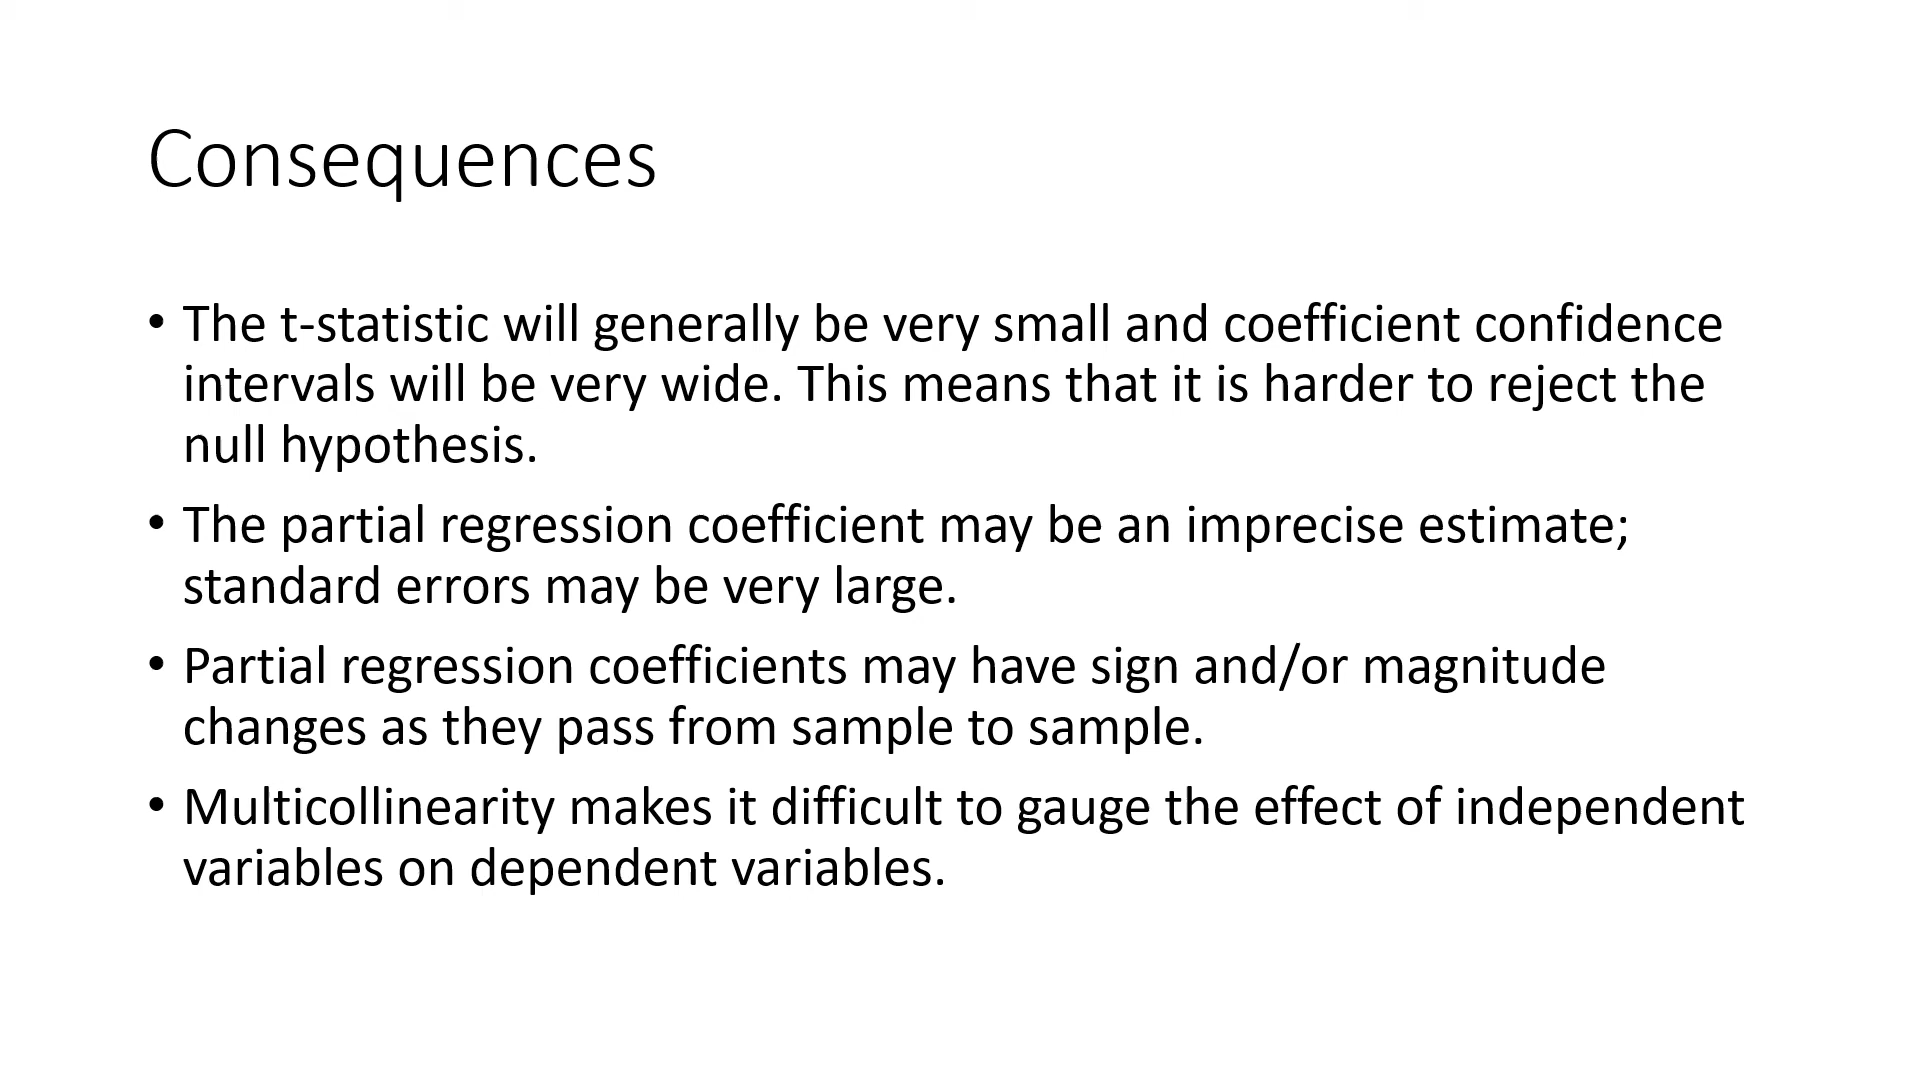 Consequences
• The t-statistic will generally be very small and coefficient confidence
intervals will be very wide. This means that it is harder to reject the
null hypothesis.
• The partial regression coefficient may be an imprecise estimate;
standard errors may be very large.
• Partial regression coefficients may have sign and/or magnitude
changes as they pass from sample to sample.
• Multicollinearity makes it difficult to gauge the effect of independent
variables on dependent variables.